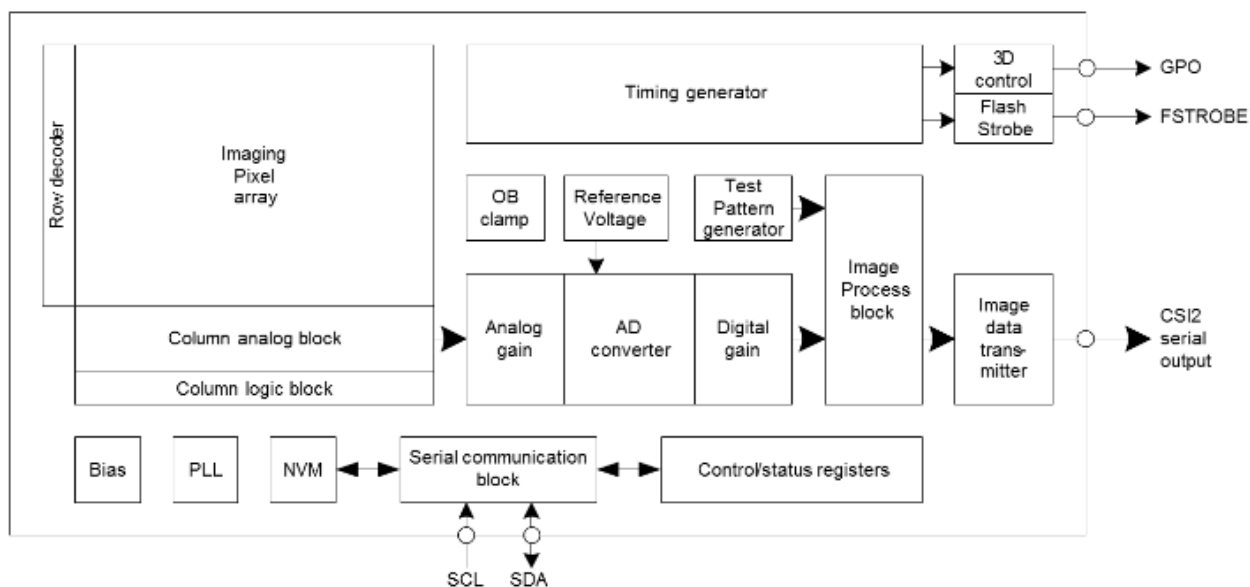 Row decoder
Imaging
Pixel
array
Timing generator
3D
control
GPO
Flash
Strobe
FSTROBE
OB
clamp
Reference
Voltage
Test
Pattern
generator
Image
Process
block
Column analog block
Column logic block
Analog
gain
AD
converter
Digital
gain
Image
data
trans-
mitter
CSI2
serial
output
Bias
PLL
NVM
Serial communication
block
Control/status registers
SCL
SDA